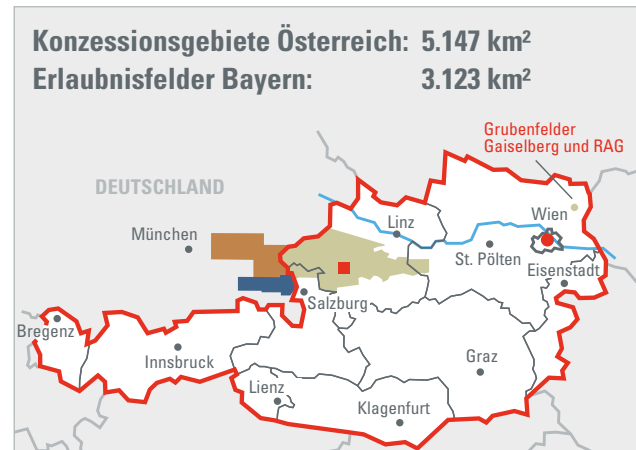 Konzessionsgebiete Österreich: 5.147 km²
Erlaubnisfelder Bayern: 3.123 km²
Grubenfelder
Gaiselberg und RAG
DEUTSCHLAND
Wien
Linz
München
St. Pölten
Eisenstadt
Salzburg
Bregenz
Innsbruck
Graz
Lienz
Klagenfurt